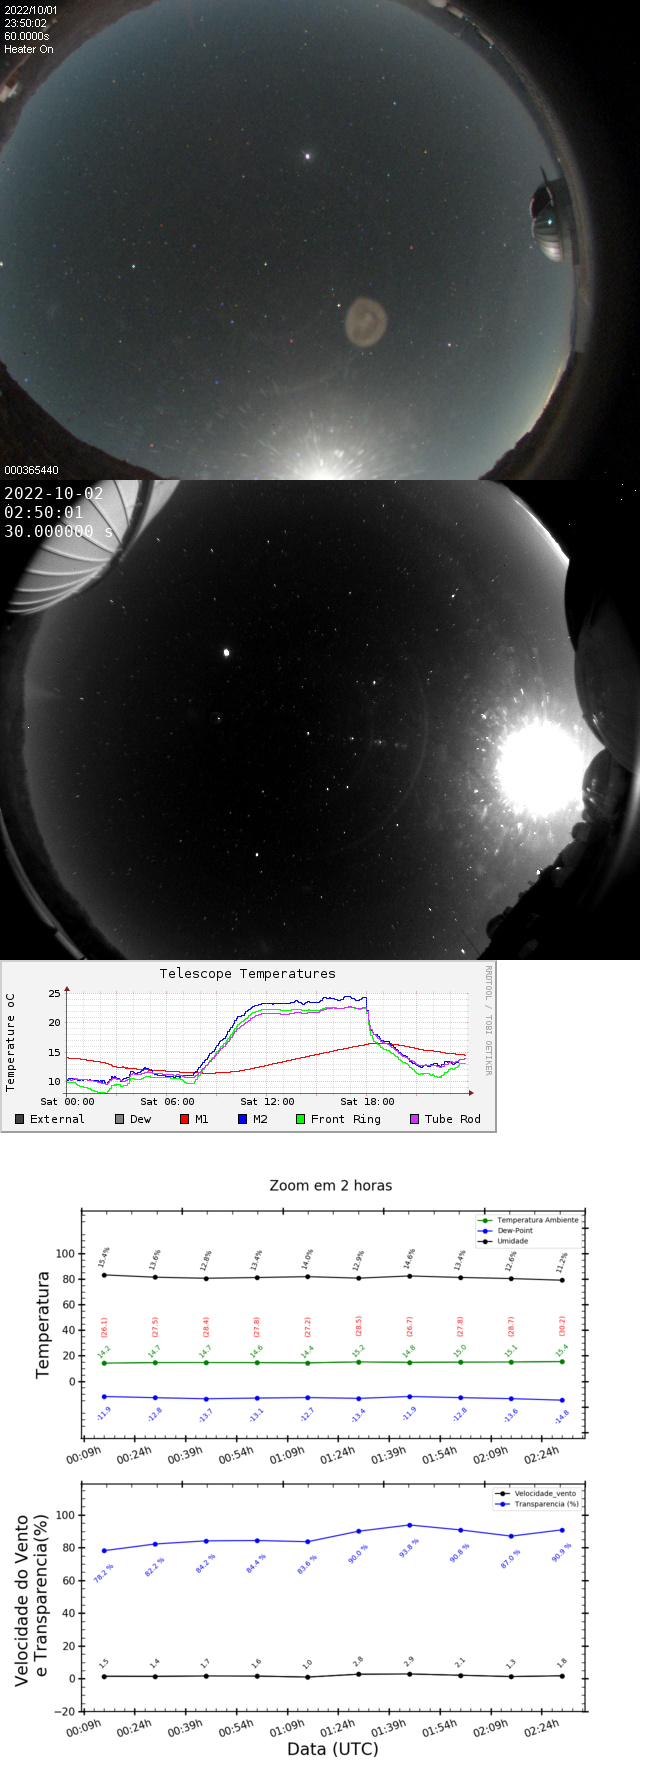 2022/10/01
23:50:02
60.0000s
Heater On
000365440
2022-10-02
02:50:01
30.000000 s
Telescope Temperatures
RRDTOOL / TOBI OETIKER
Temperature oC
25
20
15
10
Sat 00:00 Sat 06:00 Sat 12:00 Sat 18:00
External Dew M1 M2 Front Ring Tube Rod
Zoom em 2 horas
Temperatura Ambiente
Dew-Point
Umidade
Temperatura
100
80
60
40
20
0
15.4% 13.6% 12.8% 13.4% 14.0% 12.9% 14.6% 13.4% 12.6% 11.2%
(26.1) (27.5) (28.4) (27.8) (27.2) (28.5) (26.7) (27.8) (28.7) (30.2)
14.2 14.7 14.7 14.6 14.4 15.2 14.8 15.0 15.1 15.4
-11.9 -12.8 -13.7 -13.1 -12.7 -13.4 -11.9 -12.8 -13.6 -14.8
00:09h 00:24h 00:39h 00:54h 01:09h 01:24h 01:39h 01:54h 02:09h 02:24h
Velocidade_vento
Transparencia (%)
Velocidade do Vento
e Transparencia(%)
100
80
60
40
20
0
−20
78.2 % 82.2 % 84.2 % 84.4 % 83.6 % 90.0 % 93.8 % 90.8 % 87.0 % 90.9 %
1.5 1.4 1.7 1.6 1.0 2.8 2.9 2.1 1.3 1.8
00:09h 00:24h 00:39h 00:54h 01:09h 01:24h 01:39h 01:54h 02:09h 02:24h
Data (UTC)